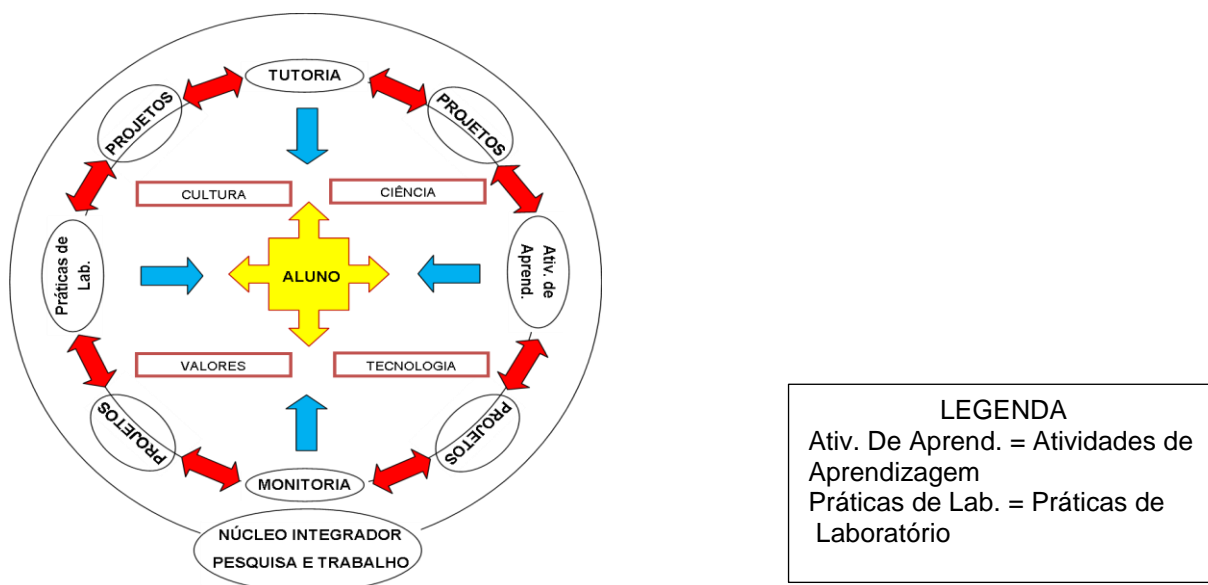 TUTORIA
PROJETOS
PROJETOS
CULTURA
CIÊNCIA
Práticas de
Lab.
ALUNO
Ativ. de
Aprend.
VALORES
TECNOLOGIA
PROJETOS
PROJETOS
MONITORIA
NÚCLEO INTEGRADOR
PESQUISA E TRABALHO
LEGENDA
Ativ. De Aprend. = Atividades de
Aprendizagem
Práticas de Lab. = Práticas de
Laboratório